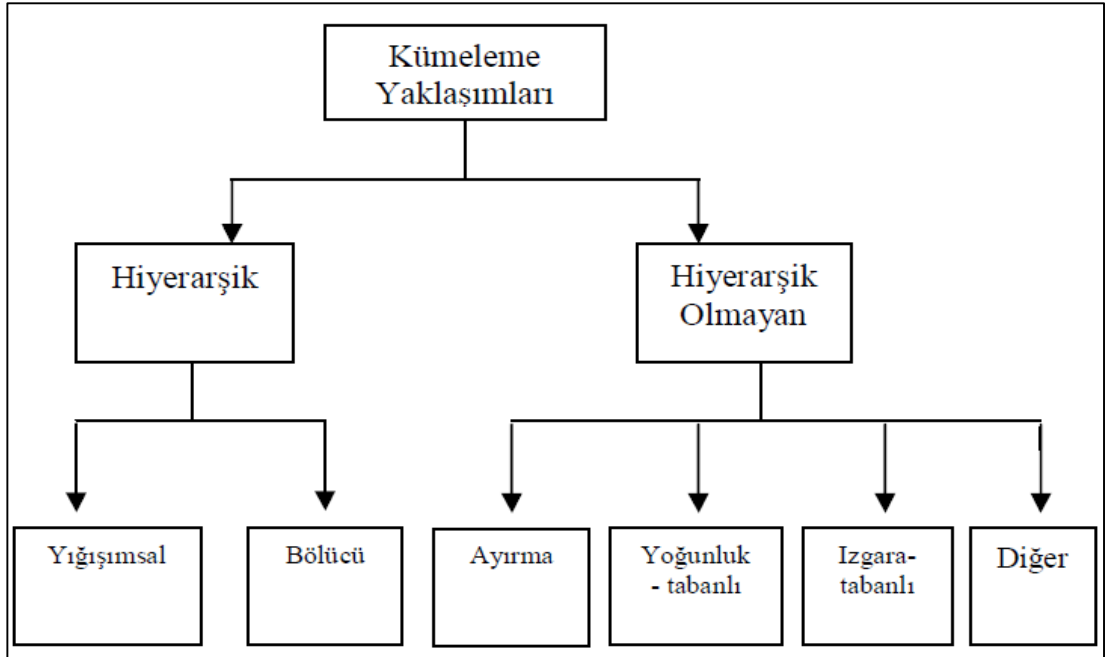 Kümeleme
Yaklaşımları
Hiyerarşik
Hiyerarşik
Olmayan
Yığışımsal
Bölücü
Ayırma
Yoğunluk
- tabanlı
Izgara-
tabanlı
Diğer